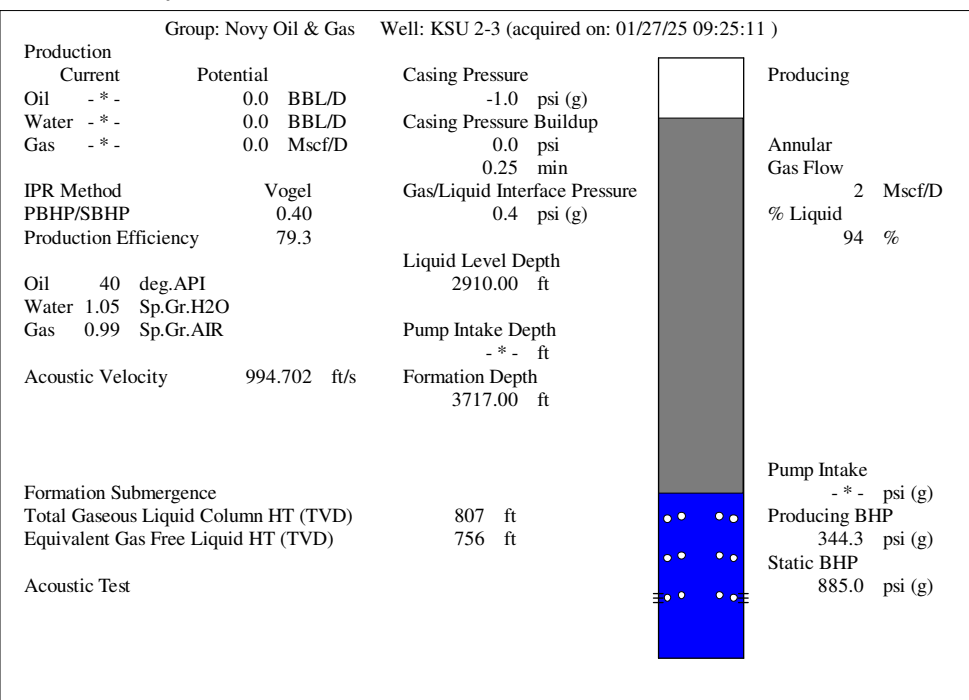 Group: Novy Oil & Gas Well: KSU 2-3 (acquired on: 01/27/25 09:25:11 )
Production
Current Potential
Oil - * - 0.0 BBL/D
Water - * - 0.0 BBL/D
Gas - * - 0.0 Mscf/D
IPR Method Vogel
PBHP/SBHP 0.40
Production Efficiency 79.3
Oil 40 deg.API
Water 1.05 Sp.Gr.H2O
Gas 0.99 Sp.Gr.AIR
Acoustic Velocity 994.702 ft/s
Formation Submergence
Total Gaseous Liquid Column HT (TVD) 807 ft
Equivalent Gas Free Liquid HT (TVD) 756 ft
Acoustic Test
Casing Pressure
-1.0 psi (g)
Casing Pressure Buildup
0.0 psi
0.25 min
Gas/Liquid Interface Pressure
0.4 psi (g)
Liquid Level Depth
2910.00 ft
Pump Intake Depth
- * - ft
Formation Depth
3717.00 ft
Producing
Annular
Gas Flow
2 Mscf/D
% Liquid
94 %
Pump Intake
- * - psi (g)
Producing BHP
344.3 psi (g)
Static BHP
885.0 psi (g)